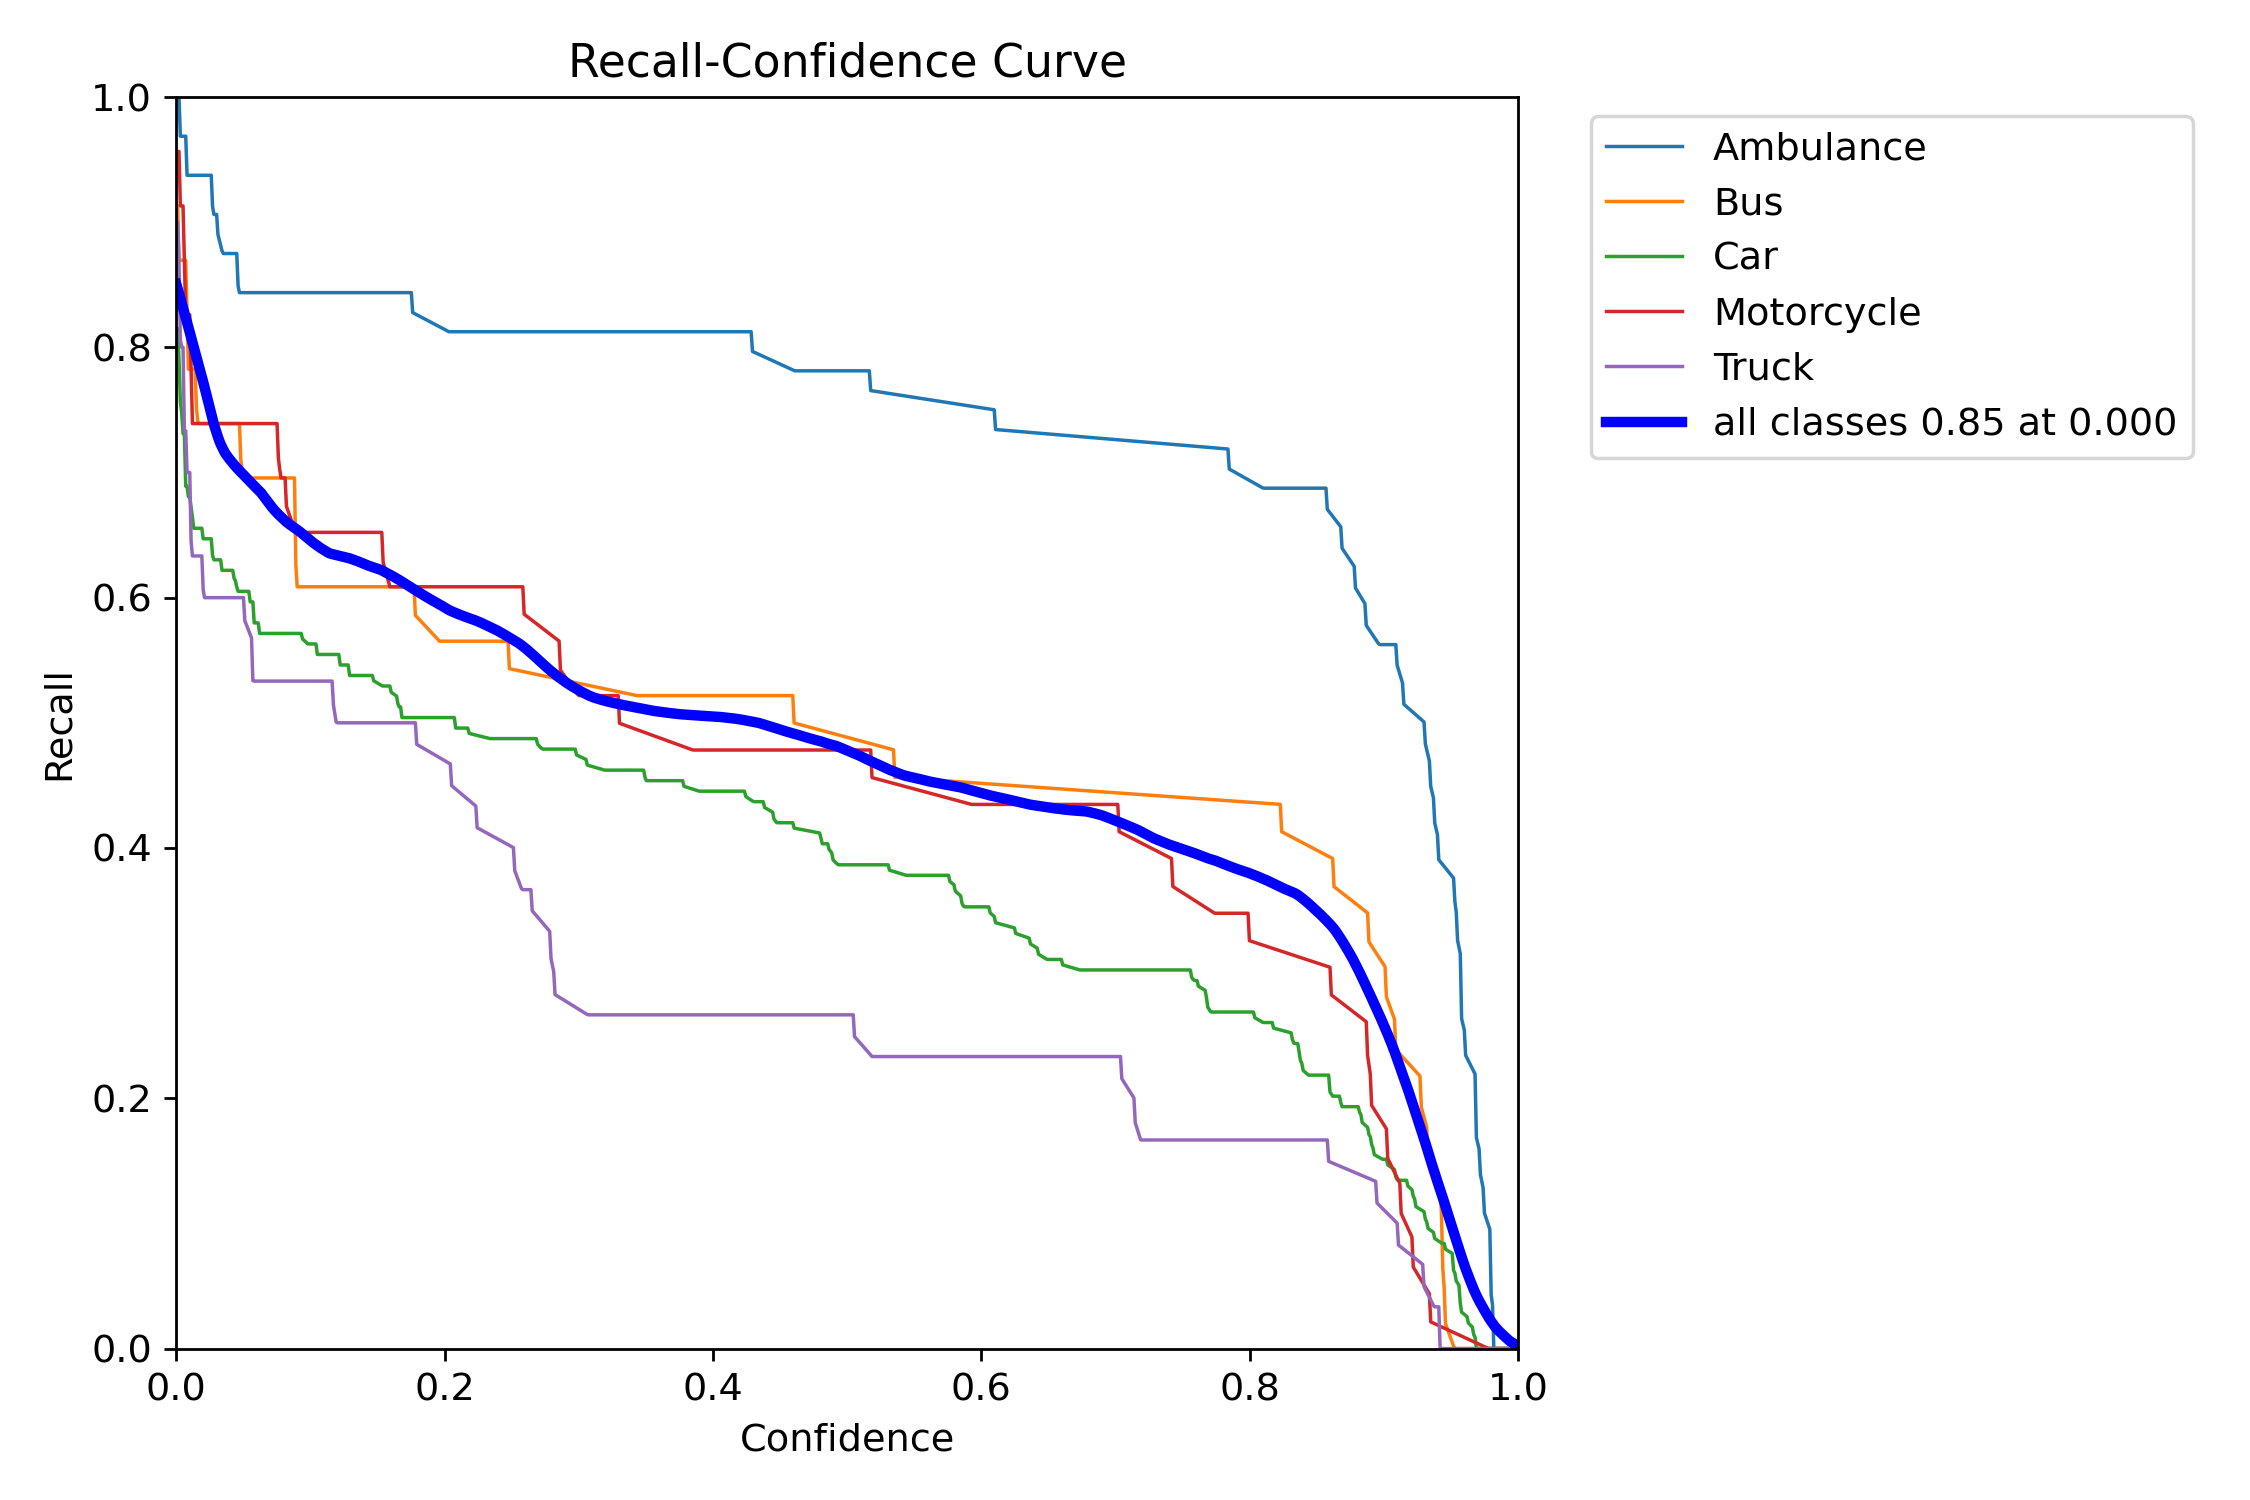 Recall-Confidence Curve
1.0
0.8
0.6
0.4
0.2
0.0
Recall
0.0 0.2 0.4 0.6 0.8 1.0
Confidence
Ambulance
Bus
Car
Motorcycle
Truck
all classes 0.85 at 0.000